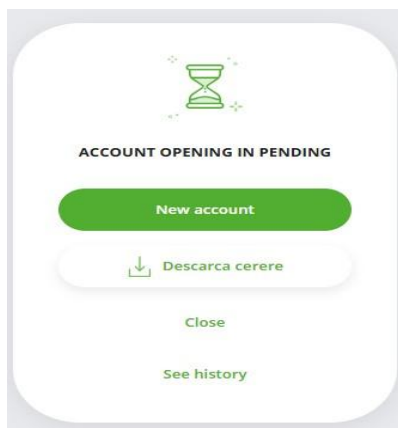 ACCOUNT OPENING IN PENDING
New account
Descarca cerere
Close
See history